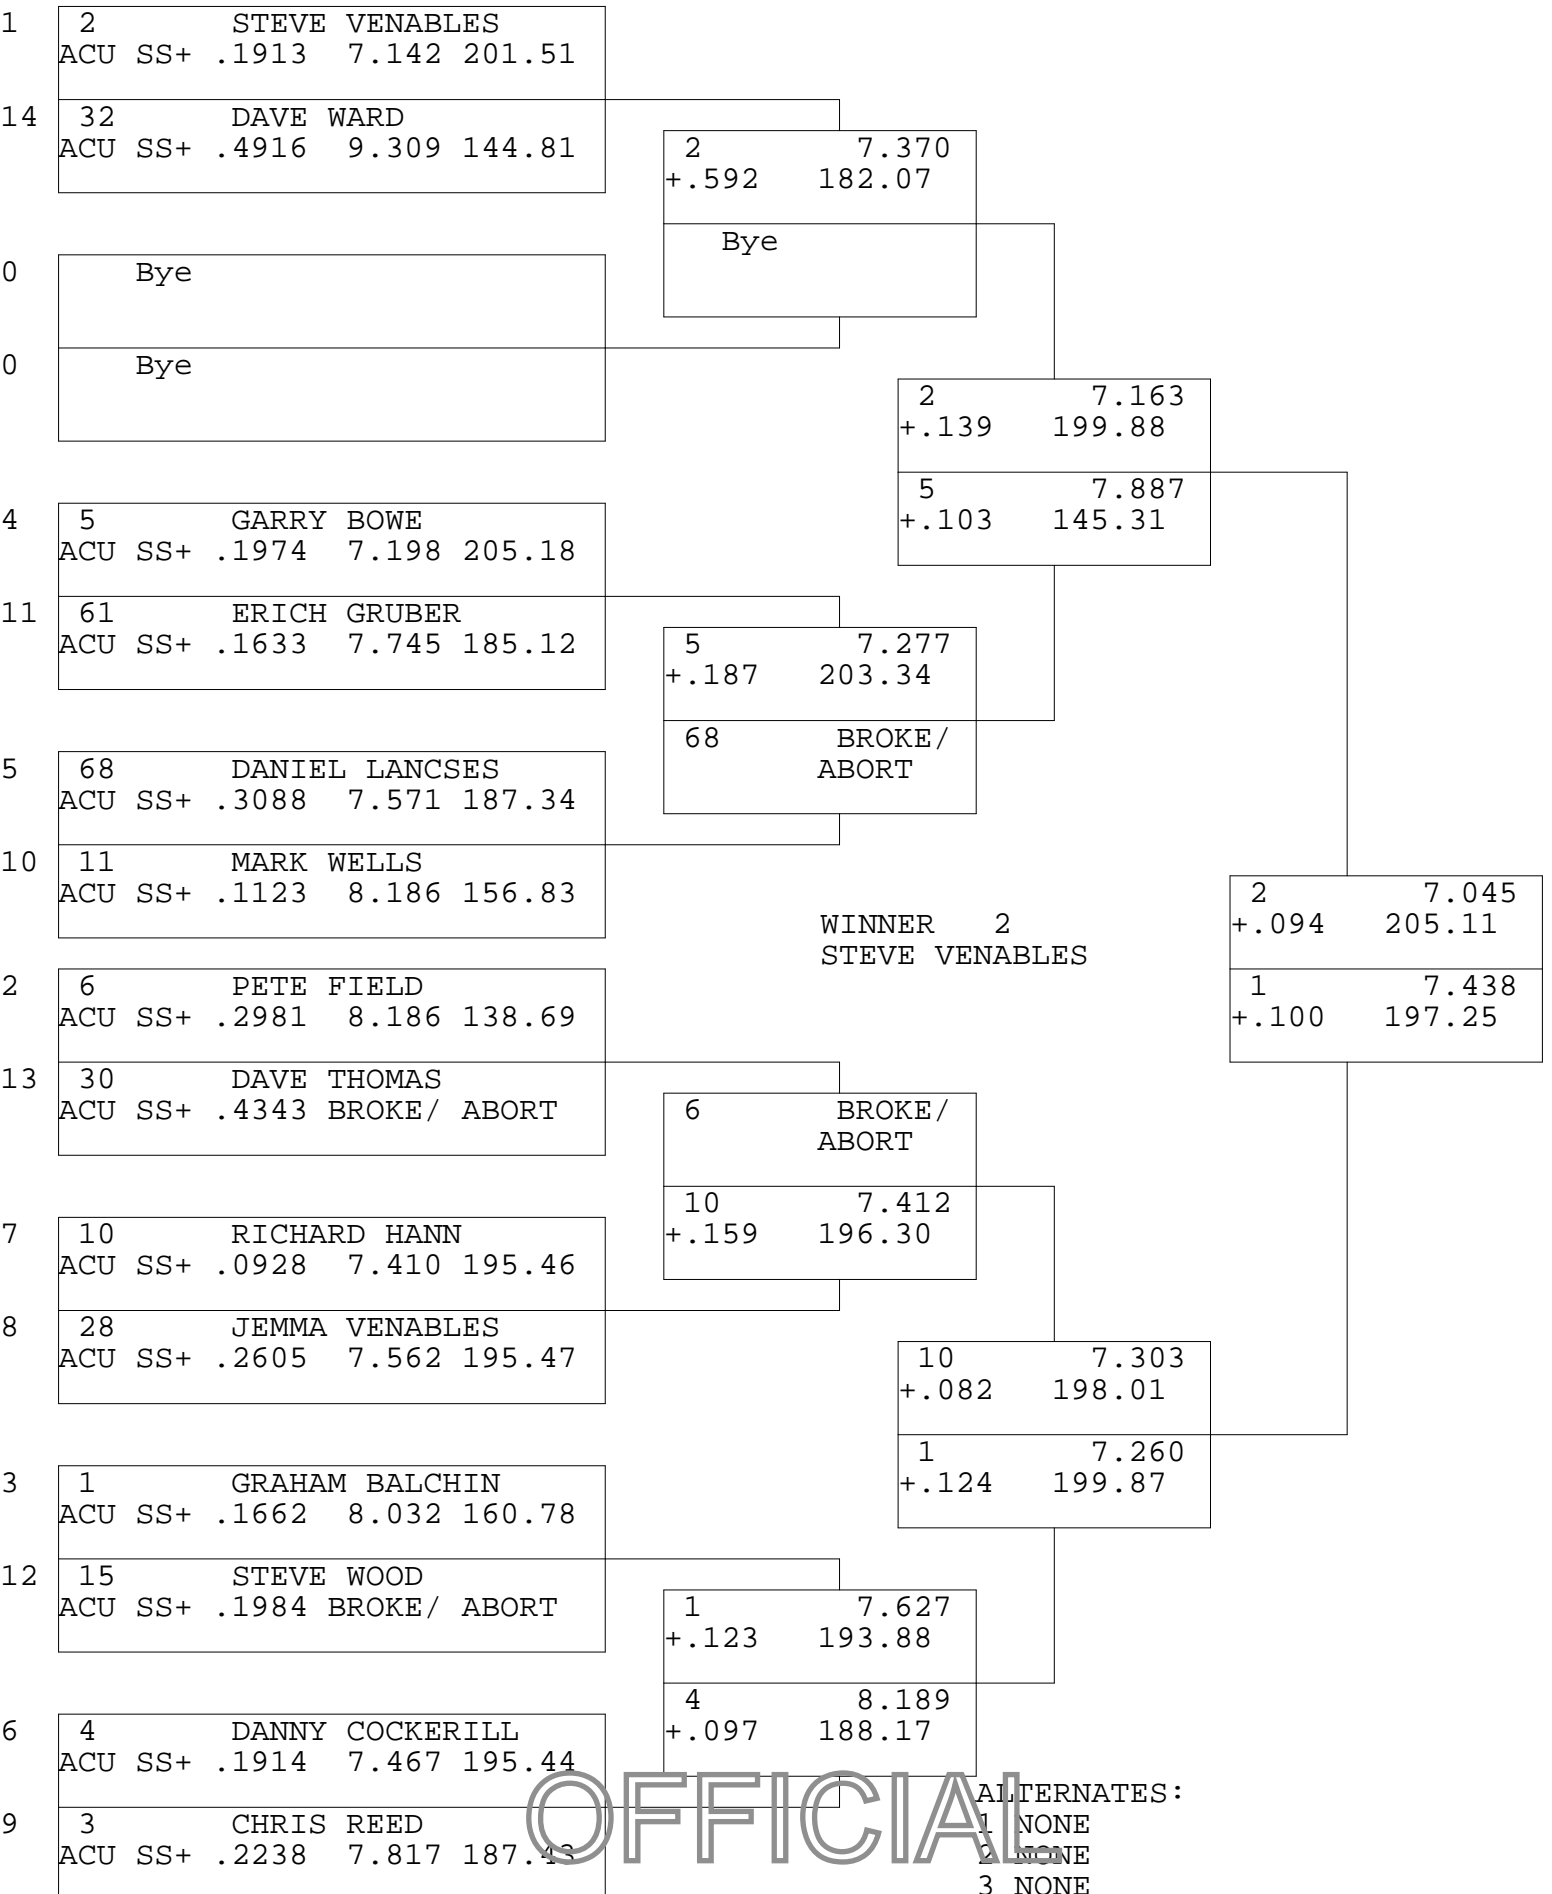 1 2 STEVE VENABLES
ACU SS+ .1913 7.142 201.51
14 32 DAVE WARD
ACU SS+ .4916 9.309 144.81
2 7.370
+.592 182.07
Bye
0 Bye
0 Bye
2 7.163
+.139 199.88
5 7.887
+.103 145.31
4 5 GARRY BOWE
ACU SS+ .1974 7.198 205.18
11 61 ERICH GRUBER
ACU SS+ .1633 7.745 185.12
5 7.277
+.187 203.34
68 BROKE/
ABORT
5 68 DANIEL LANCSES
ACU SS+ .3088 7.571 187.34
10 11 MARK WELLS
ACU SS+ .1123 8.186 156.83
WINNER 2
STEVE VENABLES
2 7.045
+.094 205.11
1 7.438
+.100 197.25
2 6 PETE FIELD
ACU SS+ .2981 8.186 138.69
13 30 DAVE THOMAS
ACU SS+ .4343 BROKE/ ABORT
6 BROKE/
ABORT
10 7.412
+.159 196.30
7 10 RICHARD HANN
ACU SS+ .0928 7.410 195.46
8 28 JEMMA VENABLES
ACU SS+ .2605 7.562 195.47
10 7.303
+.082 198.01
1 7.260
+.124 199.87
3 1 GRAHAM BALCHIN
ACU SS+ .1662 8.032 160.78
12 15 STEVE WOOD
ACU SS+ .1984 BROKE/ ABORT
1 7.627
+.123 193.88
4 8.189
+.097 188.17
6 4 DANNY COCKERILL
ACU SS+ .1914 7.467 195.44
9 3 CHRIS REED
ACU SS+ .2238 7.817 187.43
OFFICIAL
ALTERNATES:
1 NONE
2 NONE
3 NONE